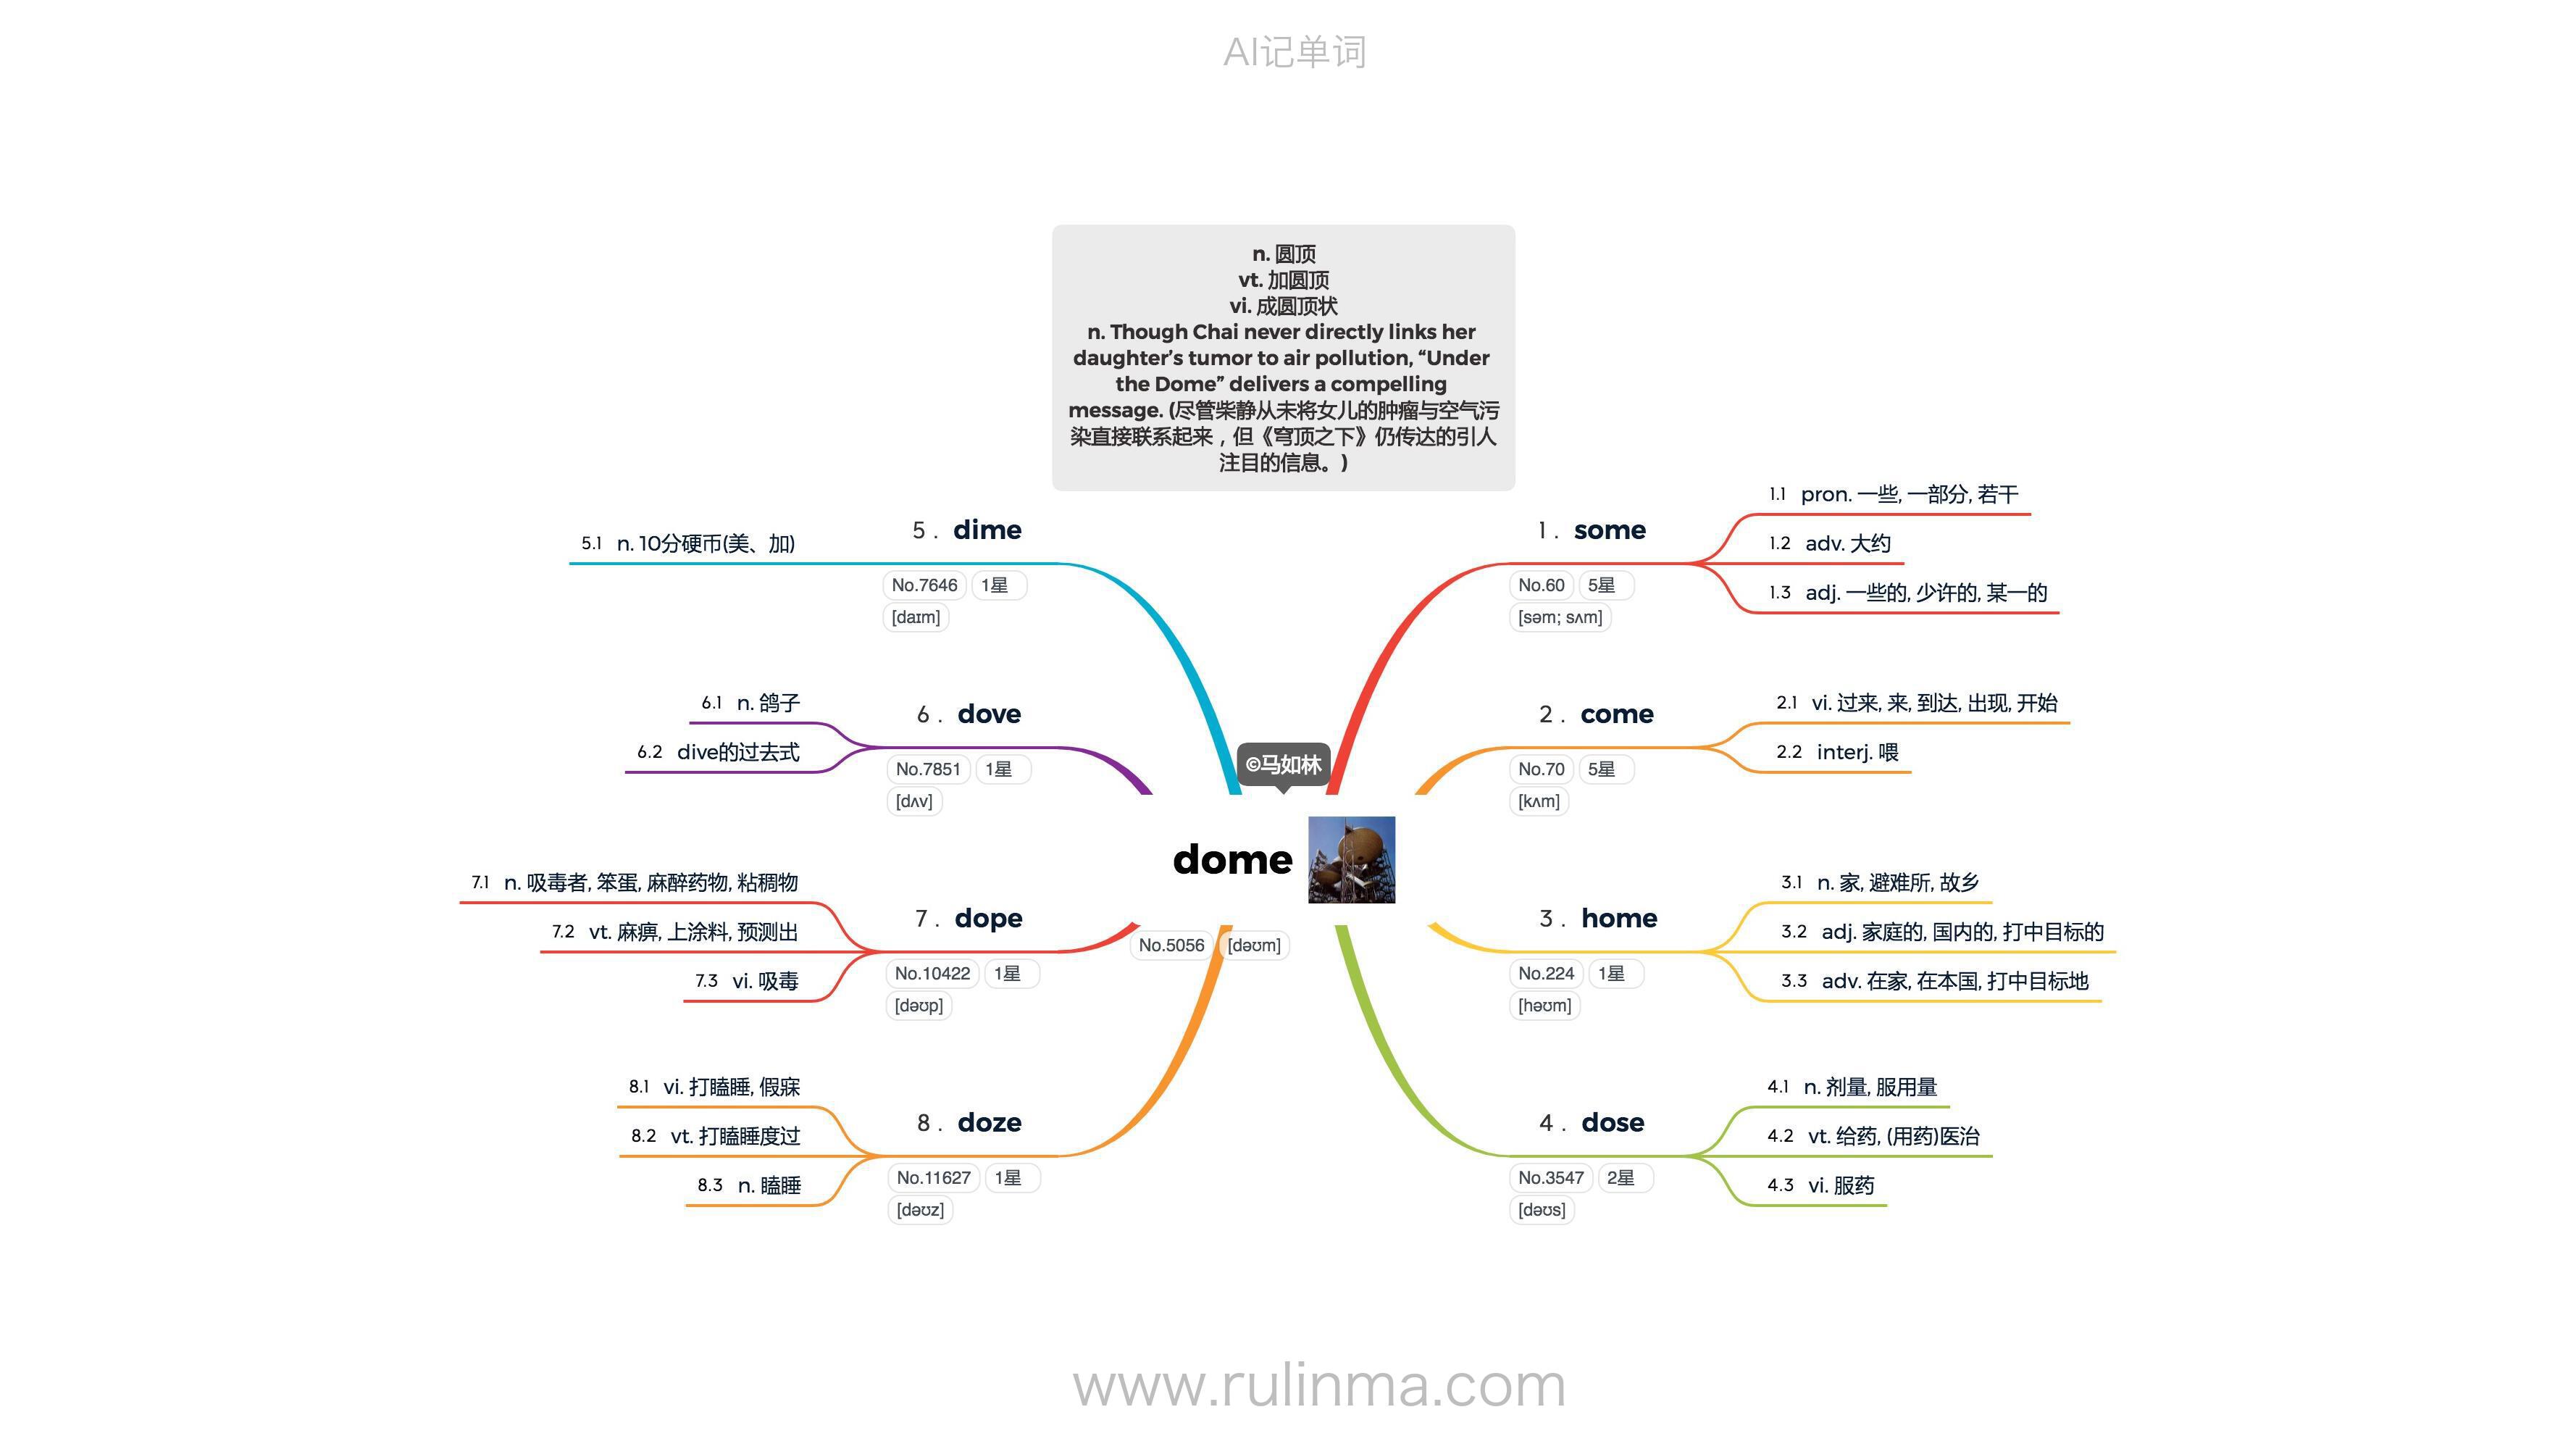 AI记单词
n. 圆顶
vt. 加圆顶
vi. 成圆顶状
n. Though Chai never directly links her
daughter’s tumor to air pollution, “Under
the Dome” delivers a compelling
message. (尽管柴静从未将女儿的肿瘤与空气污
染直接联系起来，但《穹顶之下》仍传达的引人
注目的信息。)
©马如林
dome
No.5056 [dəʊm]
1. some
No.60 5星
[səm; sʌm]
1.1 pron. 一些, 一部分, 若干
1.2 adv. 大约
1.3 adj. 一些的, 少许的, 某一的
2. come
No.70 5星
[kʌm]
2.1 vi. 过来, 来, 到达, 出现, 开始
2.2 interj. 喂
3. home
No.224 1星
[həʊm]
3.1 n. 家, 避难所, 故乡
3.2 adj. 家庭的, 国内的, 打中目标的
3.3 adv. 在家, 在本国, 打中目标地
4. dose
No.3547 2星
[dəʊs]
4.1 n. 剂量, 服用量
4.2 vt. 给药, (用药)医治
4.3 vi. 服药
5. dime
No.7646 1星
[daɪm]
5.1 n. 10分硬币(美、加)
6. dove
No.7851 1星
[dʌv]
6.1 n. 鸽子
6.2 dive的过去式
7. dope
No.10422 1星
[dəʊp]
7.1 n. 吸毒者, 笨蛋, 麻醉药物, 粘稠物
7.2 vt. 麻痹, 上涂料, 预测出
7.3 vi. 吸毒
8. doze
No.11627 1星
[dəʊz]
8.1 vi. 打瞌睡, 假寐
8.2 vt. 打瞌睡度过
8.3 n. 瞌睡
www.rulinma.com